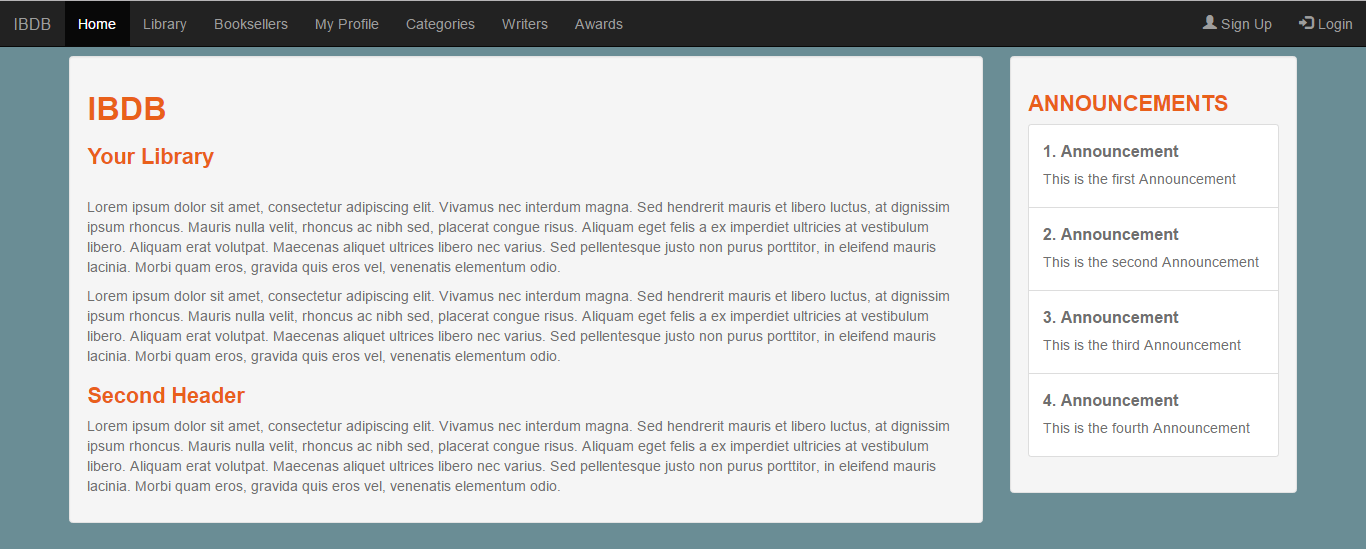 IBDB Home Library Booksellers My Profile Categories Writers Awards Sign Up Login
IBDB
Your Library
Lorem ipsum dolor sit amet, consectetur adipiscing elit. Vivamus nec interdum magna. Sed hendrerit mauris et libero luctus, at dignissim
ipsum rhoncus. Mauris nulla velit, rhoncus ac nibh sed, placerat congue risus. Aliquam eget felis a ex imperdiet ultricies at vestibulum
libero. Aliquam erat volutpat. Maecenas aliquet ultrices libero nec varius. Sed pellentesque justo non purus porttitor, in eleifend mauris
lacinia. Morbi quam eros, gravida quis eros vel, venenatis elementum odio.
Lorem ipsum dolor sit amet, consectetur adipiscing elit. Vivamus nec interdum magna. Sed hendrerit mauris et libero luctus, at dignissim
ipsum rhoncus. Mauris nulla velit, rhoncus ac nibh sed, placerat congue risus. Aliquam eget felis a ex imperdiet ultricies at vestibulum
libero. Aliquam erat volutpat. Maecenas aliquet ultrices libero nec varius. Sed pellentesque justo non purus porttitor, in eleifend mauris
lacinia. Morbi quam eros, gravida quis eros vel, venenatis elementum odio.
Second Header
Lorem ipsum dolor sit amet, consectetur adipiscing elit. Vivamus nec interdum magna. Sed hendrerit mauris et libero luctus, at dignissim
ipsum rhoncus. Mauris nulla velit, rhoncus ac nibh sed, placerat congue risus. Aliquam eget felis a ex imperdiet ultricies at vestibulum
libero. Aliquam erat volutpat. Maecenas aliquet ultrices libero nec varius. Sed pellentesque justo non purus porttitor, in eleifend mauris
lacinia. Morbi quam eros, gravida quis eros vel, venenatis elementum odio.
ANNOUNCEMENTS
1. Announcement
This is the first Announcement
2. Announcement
This is the second Announcement
3. Announcement
This is the third Announcement
4. Announcement
This is the fourth Announcement